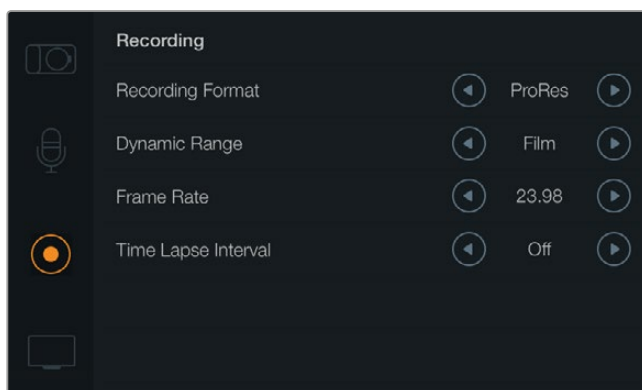 Recording
Recording Format ProRes
Dynamic Range Film
Frame Rate 23.98
Time Lapse Interval Off